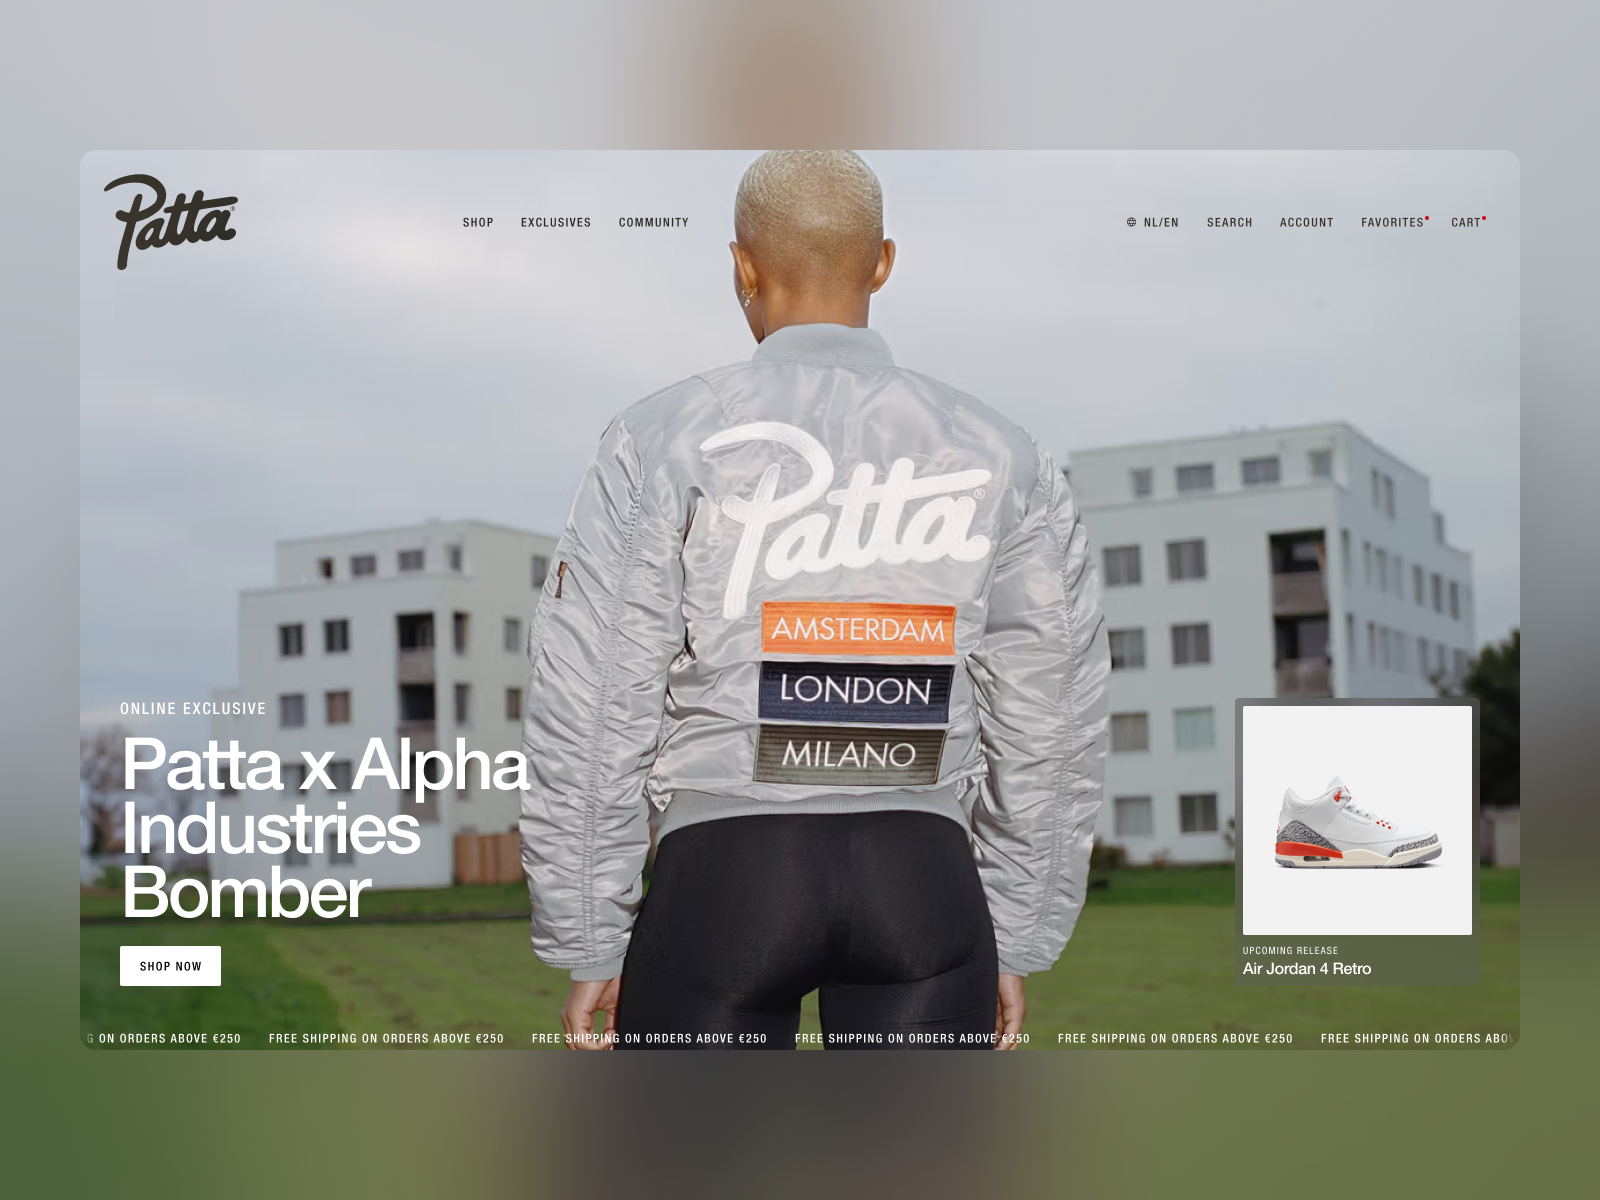 Patta®
SHOP EXCLUSIVES COMMUNITY
NL/EN SEARCH ACCOUNT FAVORITES CART
Patta®
AMSTERDAM
LONDON
MILANO
ONLINE EXCLUSIVE
Patta x Alpha
Industries
Bomber
SHOP NOW
UPCOMING RELEASE
Air Jordan 4 Retro
G ON ORDERS ABOVE €250 FREE SHIPPING ON ORDERS ABOVE €250 FREE SHIPPING ON ORDERS ABOVE €250 FREE SHIPPING ON ORDERS ABOVE €250 FREE SHIPPING ON ORDERS ABOVE €250 FREE SHIPPING ON ORDERS ABOV